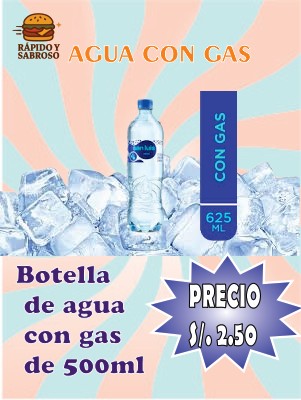 RÁPIDO Y
SABROSO
AGUA CON GAS
CON GAS
625
ML
Botella
de agua
con gas
de 500ml
PRECIO
S/. 2.50